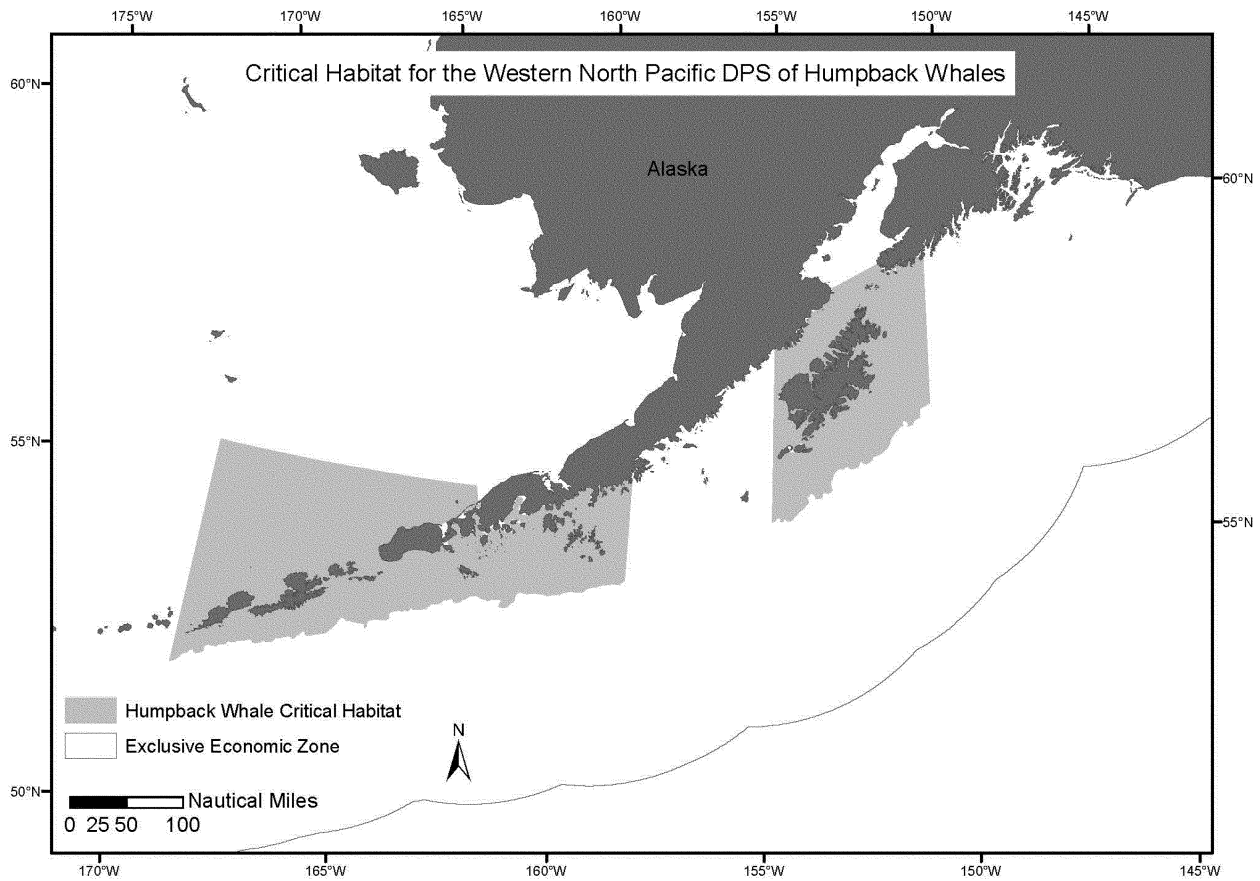 175°W 170°W 165°W 160°W 155°W 150°W 145°W
60°N
Critical Habitat for the Western North Pacific DPS of Humpback Whales
Alaska
60°N
55°N
55°N
Humpback Whale Critical Habitat
Exclusive Economic Zone
N
50°N
Nautical Miles
0 25 50 100
170°W 165°W 160°W 155°W 150°W 145°W